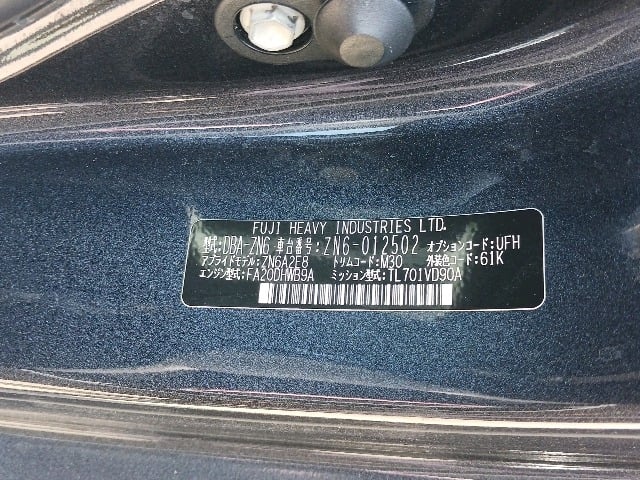 FUJI HEAVY INDUSTRIES LTD.
型式:DBA-ZN6 車台番号:ZN6-012502 オプションコード:UFH
アプライドモデル:ZN6A2E8 トリムコード:M30 外装色コード:61K
エンジン型式:FA20DHWB9A ミッション型式:TL701VD90A